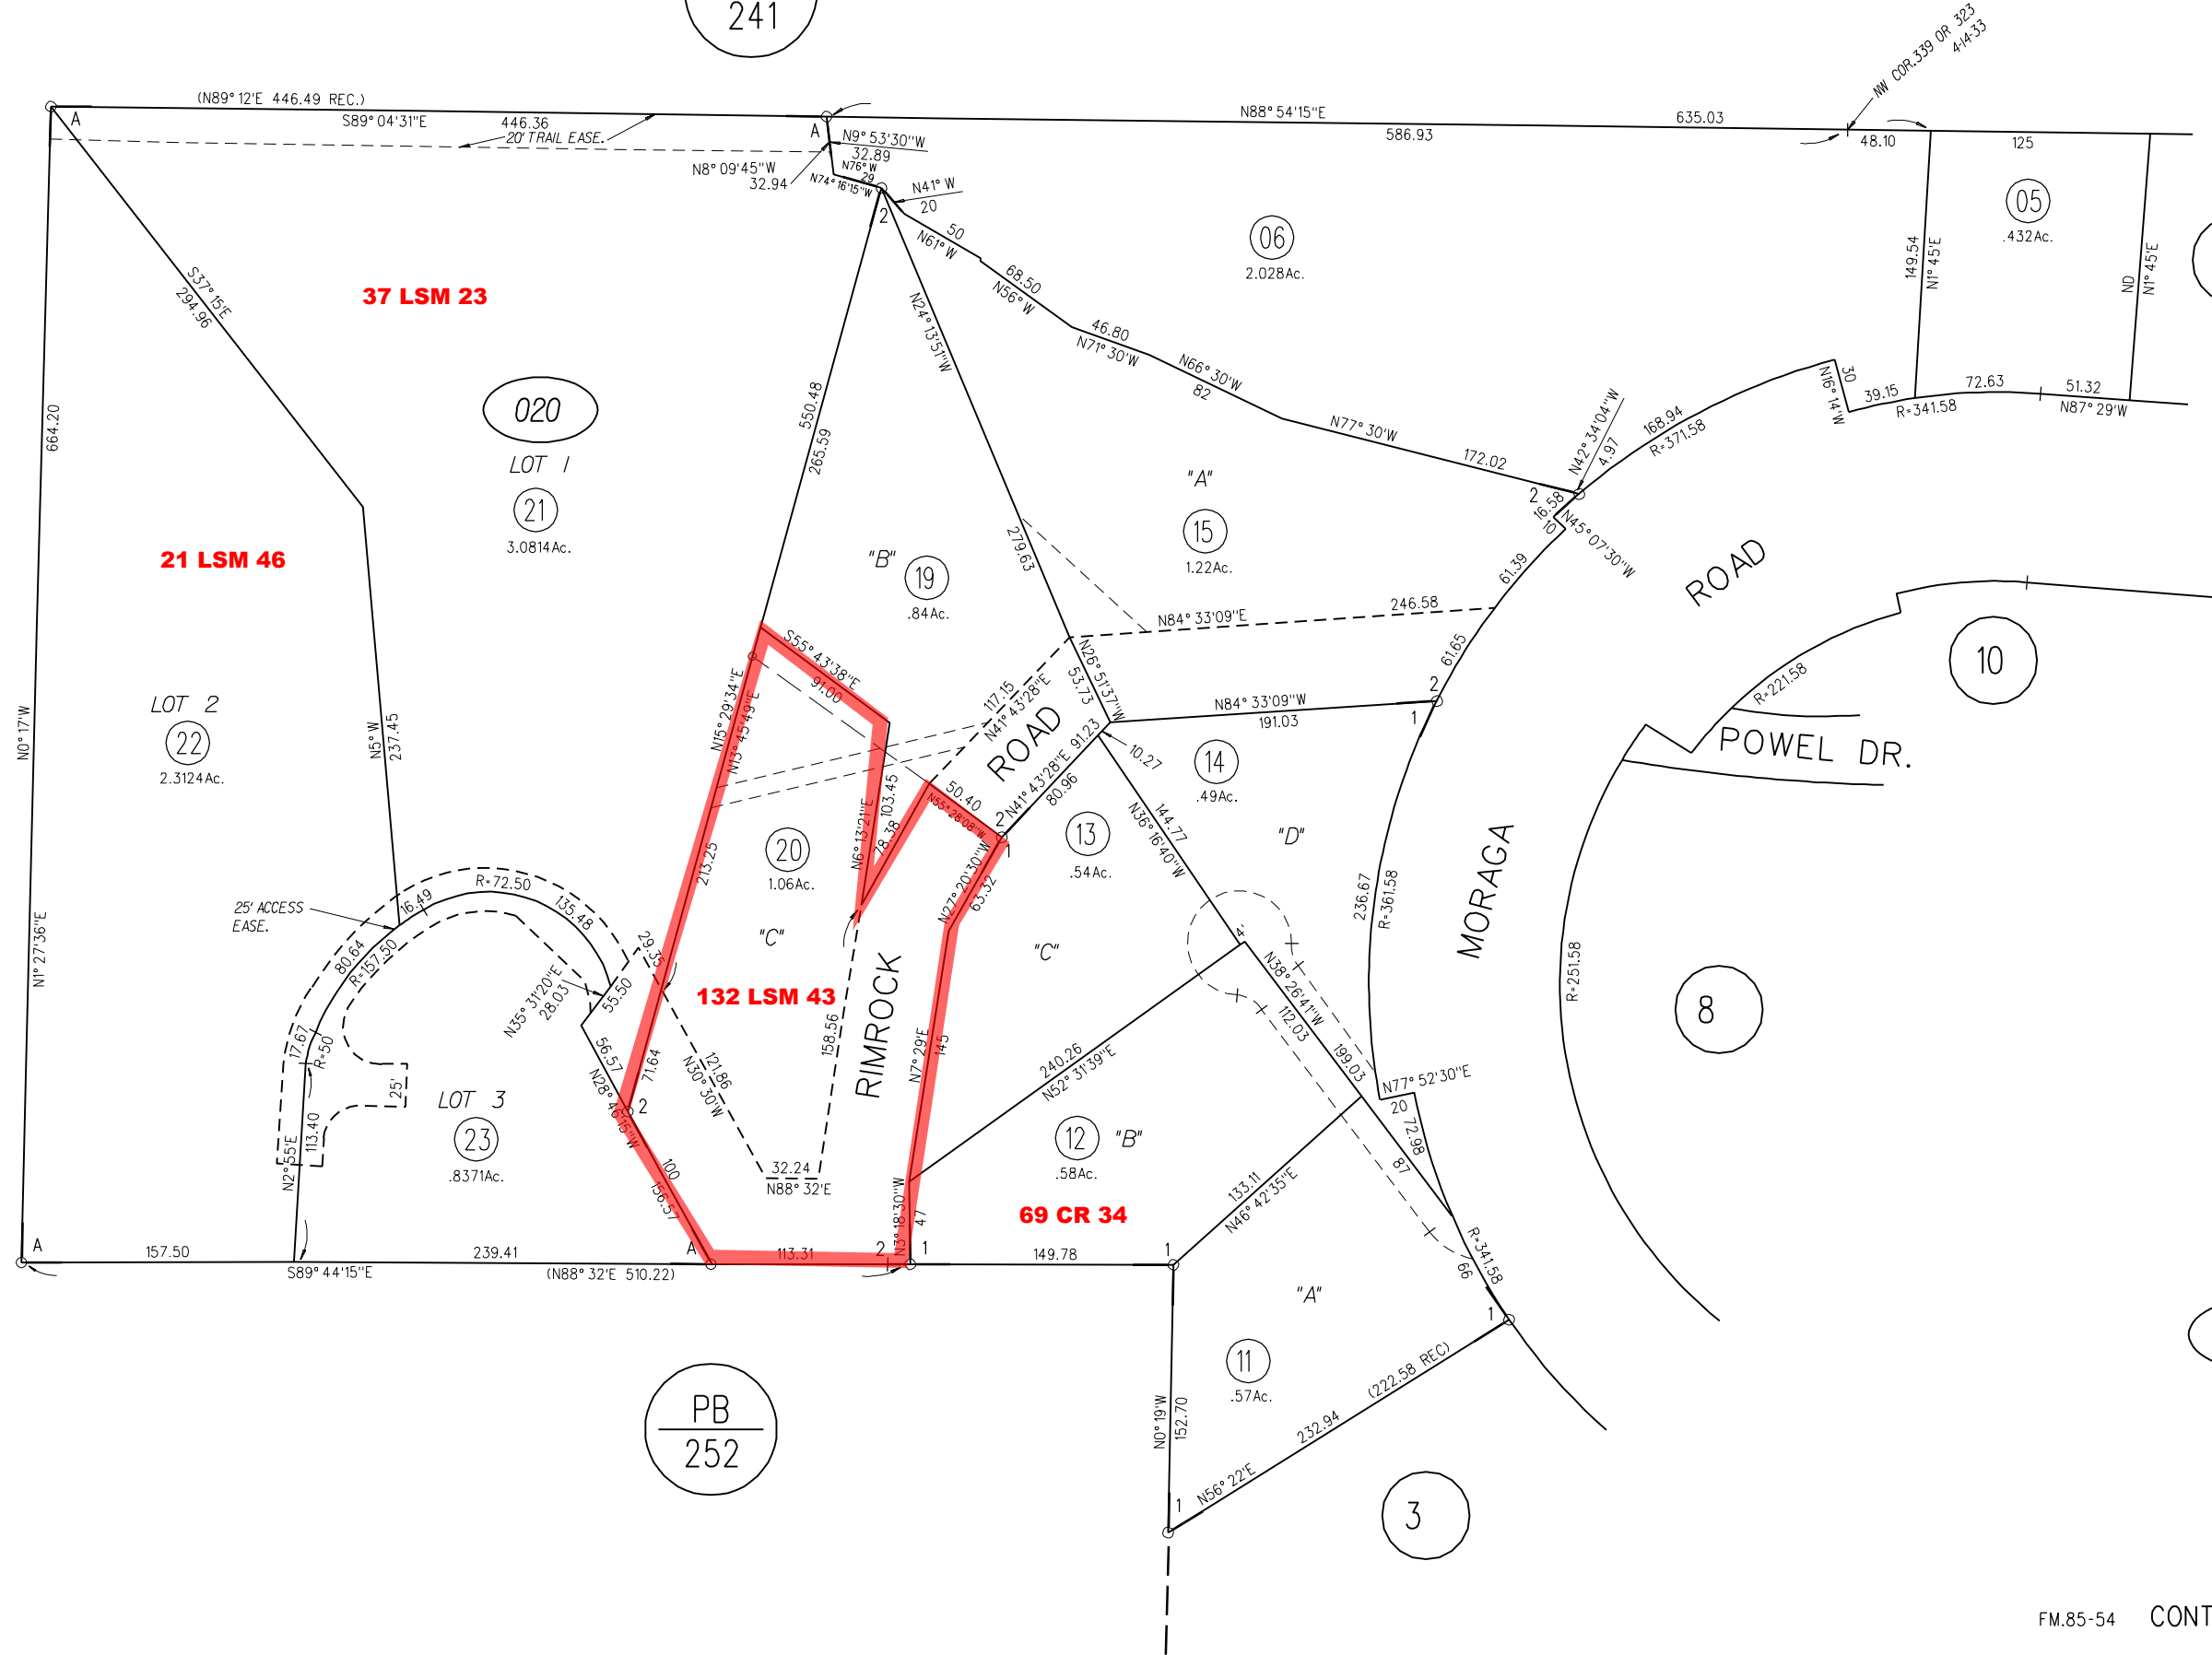 241
NW COR.339 OR 323
4-14-33
(N89° 12'E 446.49 REC.)
A
S89° 04'31"E
446.36
20' TRAIL EASE.
A
N9° 53'30"W
32.89
N8° 09'45"W
32.94
N76° W
29
N74° 16'15"W
N41° W
20
2
N88° 54'15"E
586.93
635.03
48.10
125
05
.432Ac.
06
2.028Ac.
50
N61° W
68.50
N56° W
46.80
N71° 30'W
N66° 30'W
82
N77° 30'W
172.02
2
N42° 34'04"W
4.97
168.94
R=371.58
N16° 14'W
30
39.15
R=341.58
72.63
51.32
N87° 29'W
149.54
N1° 45'E
ND
N1° 45'E
S37° 15'E
294.96
37 LSM 23
020
LOT 1
21
3.0814Ac.
664.20
N24° 13'51"W
550.48
265.59
279.63
"A"
15
1.22Ac.
"B"
19
.84Ac.
16.58
10
N45° 07'30"W
61.39
ROAD
21 LSM 46
N84° 33'09"E
246.58
61.65
S55° 43'38"E
91.00
N15° 29'34"E
N13° 45'49"E
117.15
N41° 43'28"E
ROAD
N26° 51'37"W
53.73
N84° 33'09"W
191.03
2
1
10
R=221.58
POWEL DR.
LOT 2
22
2.3124Ac.
N0° 17'W
N5° W
237.45
10.27
N41° 43'28"E 91.23
80.96
14
.49Ac.
50.40
N55° 28'08"W
2
1
13
.54Ac.
144.77
N36° 16'40"W
"D"
103.45
N6° 13'21"E
78.38
20
1.06Ac.
213.25
N27° 20'30"W
63.32
"C"
"C"
236.67
R=361.58
MORAGA
25' ACCESS
EASE.
16.49
R=72.50
135.48
80.64
R=157.50
29.35
N35° 31'20"E
28.03
55.50
132 LSM 43
RIMROCK
158.56
4'
N38° 26'41"W
112.03
199.03
R=251.58
8
N1° 27'36"E
17.67
R=50
25'
56.57
71.64
N28° 46'15"W
2
121.86
N30° 30'W
N7° 29'E
145
240.26
N52° 31'39"E
N77° 52'30"E
20
72.98
LOT 3
23
.8371Ac.
113.40
N2° 55'E
12
"B"
.58Ac.
32.24
N88° 32'E
100
156.57
133.11
N46° 42'35"E
87
69 CR 34
N3° 18'30"W
47
A
157.50
S89° 44'15"E
239.41
(N88° 32'E 510.22)
A
113.31
2
1
149.78
1
R=341.58
66
"A"
1
11
.57Ac.
PB
252
(222.58 REC)
232.94
N56° 22'E
N0° 19'W
152.70
1
3
FM.85-54
CONT